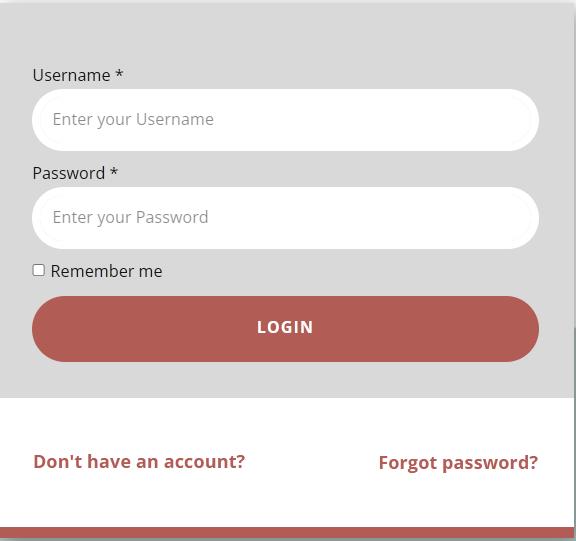 Username *
Enter your Username
Password *
Enter your Password
Remember me
LOGIN
Don't have an account?
Forgot password?